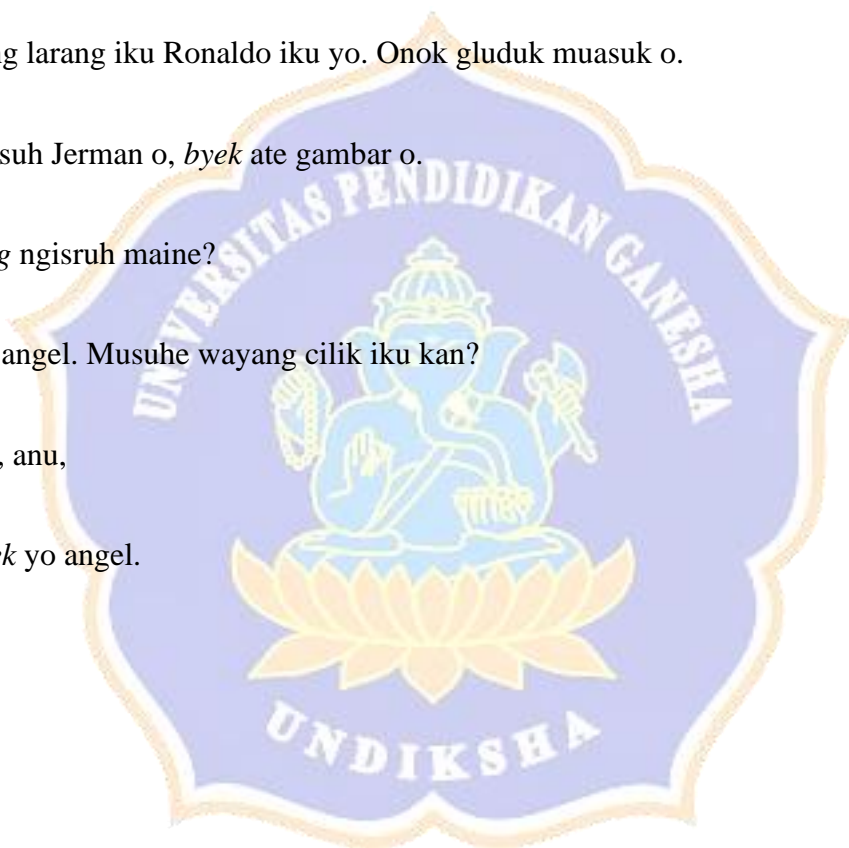 ng larang iku Ronaldo iku yo. Onok gluduk muasuk o.
suh Jerman o, byek ate gambar o.
g ngisruh maine?
angel. Musuhe wayang cilik iku kan?
, anu,
k yo angel.
UNIVERSITAS PENDIDIKAN GANESHA
UNDIKSHA